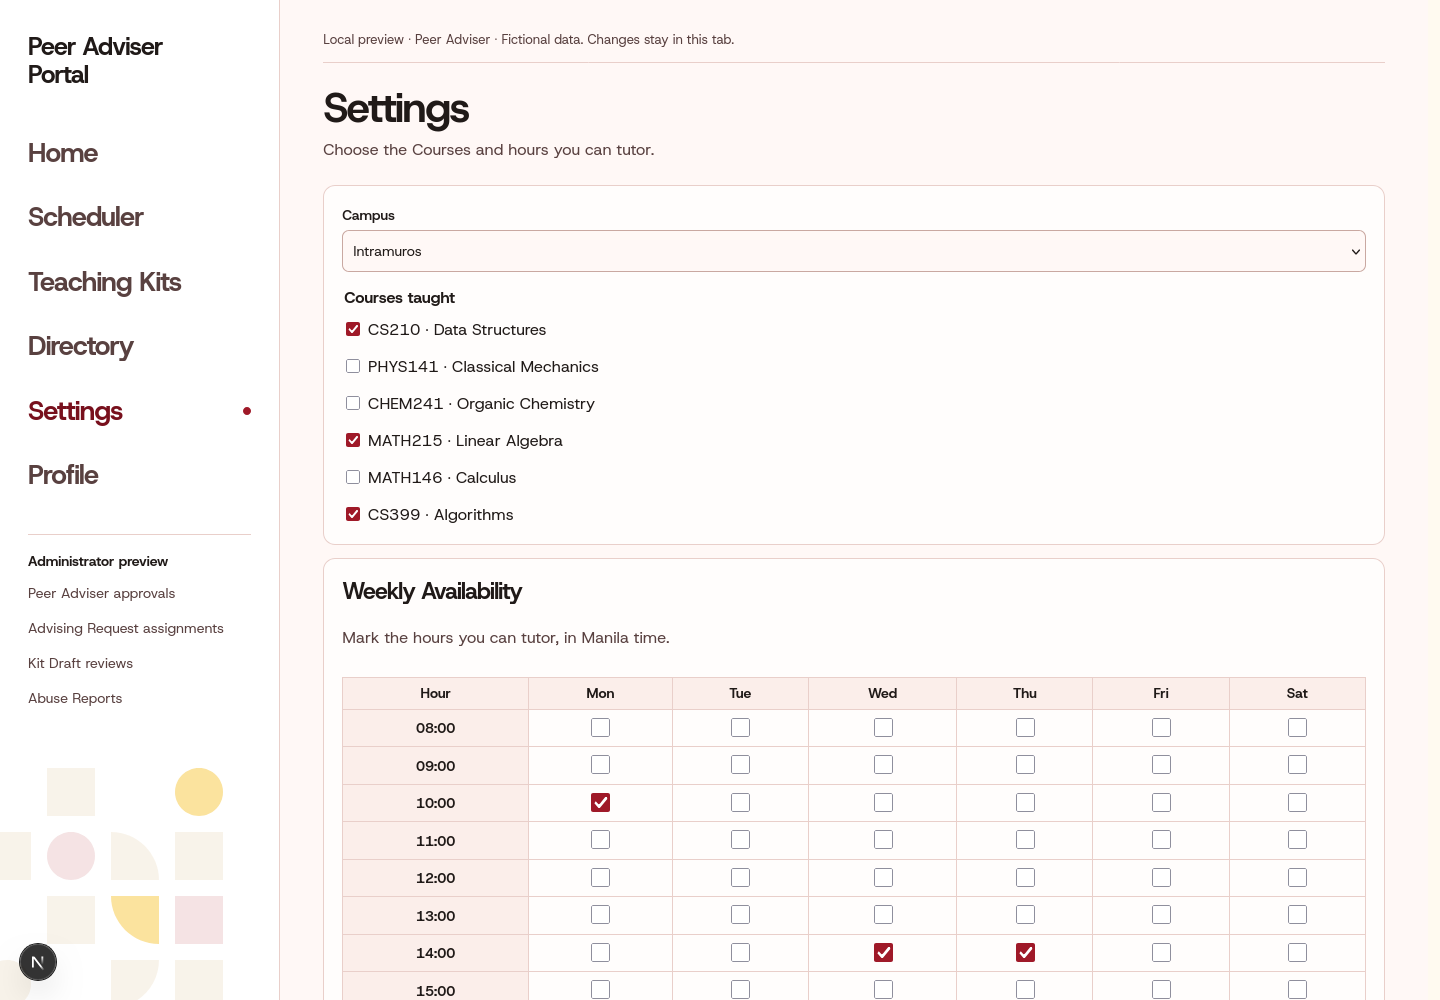 Peer Adviser
Portal
Home
Scheduler
Teaching Kits
Directory
Settings
Profile
Administrator preview
Peer Adviser approvals
Advising Request assignments
Kit Draft reviews
Abuse Reports
N
Local preview · Peer Adviser · Fictional data. Changes stay in this tab.
Settings
Choose the Courses and hours you can tutor.
Campus
Intramuros
Courses taught
CS210 · Data Structures
PHYS141 · Classical Mechanics
CHEM241 · Organic Chemistry
MATH215 · Linear Algebra
MATH146 · Calculus
CS399 · Algorithms
Weekly Availability
Mark the hours you can tutor, in Manila time.
Hour Mon Tue Wed Thu Fri Sat
08:00
09:00
10:00
11:00
12:00
13:00
14:00
15:00